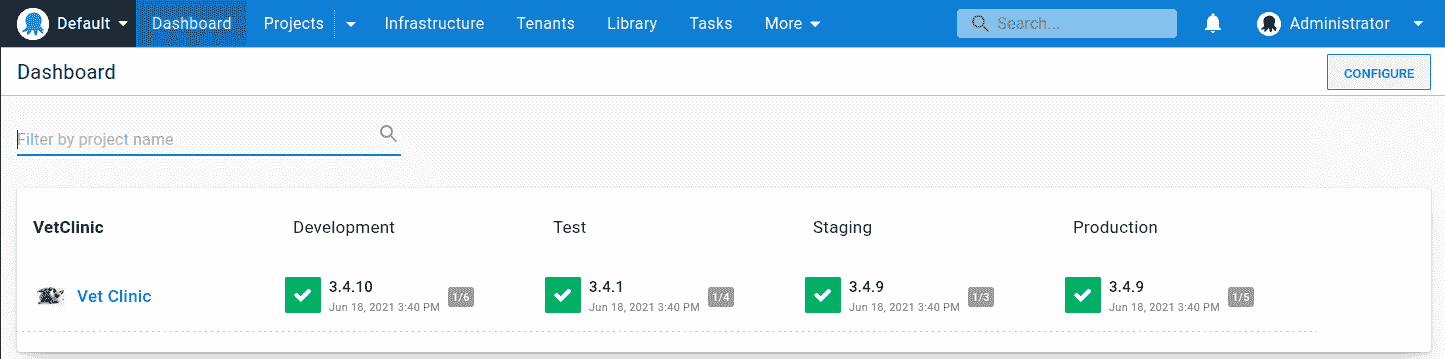 Default Dashboard Projects Infrastructure Tenants Library Tasks More Search... Administrator
Dashboard CONFIGURE
Filter by project name
VetClinic Development Test Staging Production
Vet Clinic 3.4.10 1/6 3.4.1 1/4 3.4.9 1/3 3.4.9 1/5
Jun 18, 2021 3:40 PM Jun 18, 2021 3:40 PM Jun 18, 2021 3:40 PM Jun 18, 2021 3:40 PM